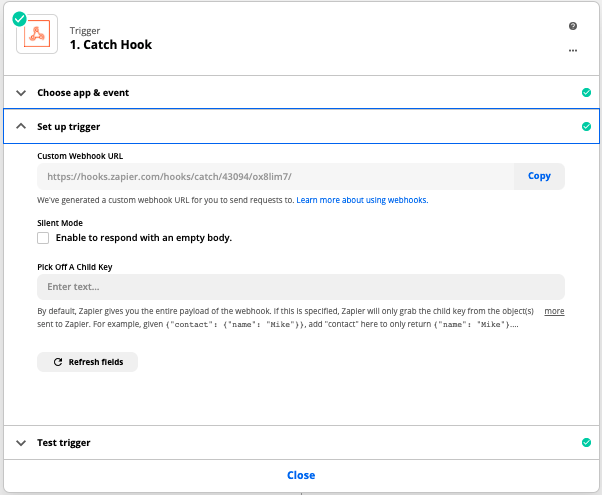 Trigger
1. Catch Hook
Choose app & event
Set up trigger
Custom Webhook URL
https://hooks.zapier.com/hooks/catch/43094/ox8lim7/
Copy
We've generated a custom webhook URL for you to send requests to. Learn more about using webhooks.
Silent Mode
Enable to respond with an empty body.
Pick Off A Child Key
Enter text...
By default, Zapier gives you the entire payload of the webhook. If this is specified, Zapier will only grab the child key from the object(s) more
sent to Zapier. For example, given {"contact": {"name": "Mike"}}, add "contact" here to only return {"name": "Mike"}....
Refresh fields
Test trigger
Close